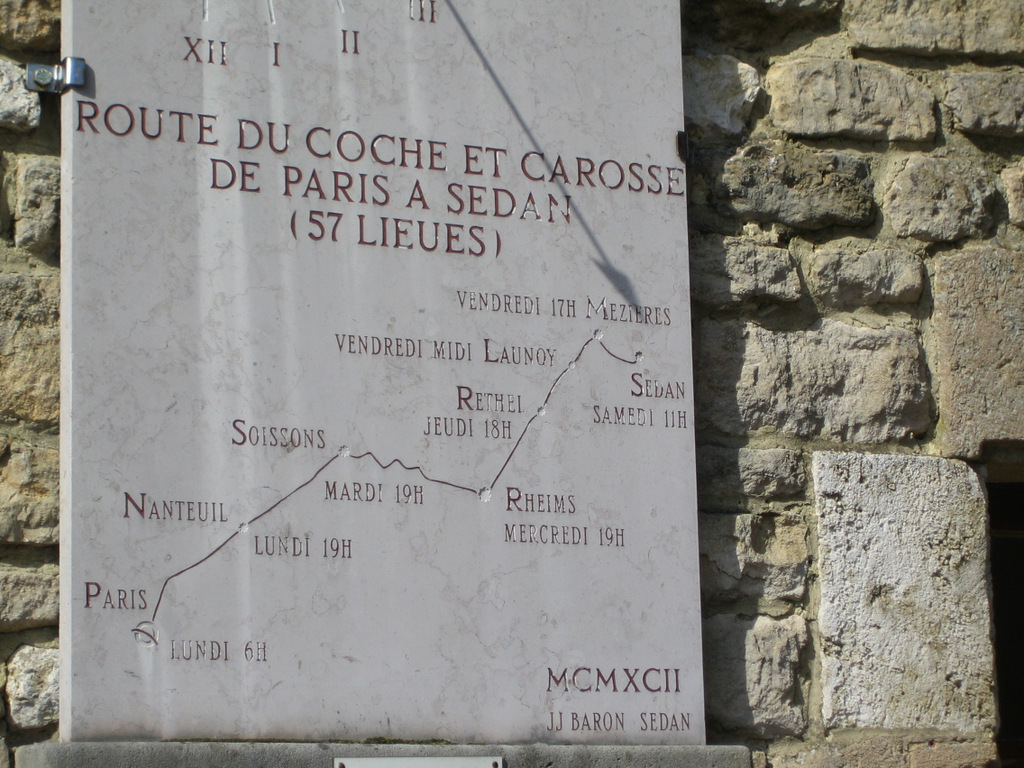 XII I II III
ROUTE DU COCHE ET CAROSSE
DE PARIS A SEDAN
(57 LIEUES)
VENDREDI 17H MEZIERES
VENDREDI MIDI LAUNOY
SEDAN
SAMEDI 11H
RETHEL
JEUDI 18H
SOISSONS
MARDI 19H
RHEIMS
MERCREDI 19H
NANTEUIL
LUNDI 19H
PARIS
LUNDI 6H
MCMXCII
JJ BARON SEDAN